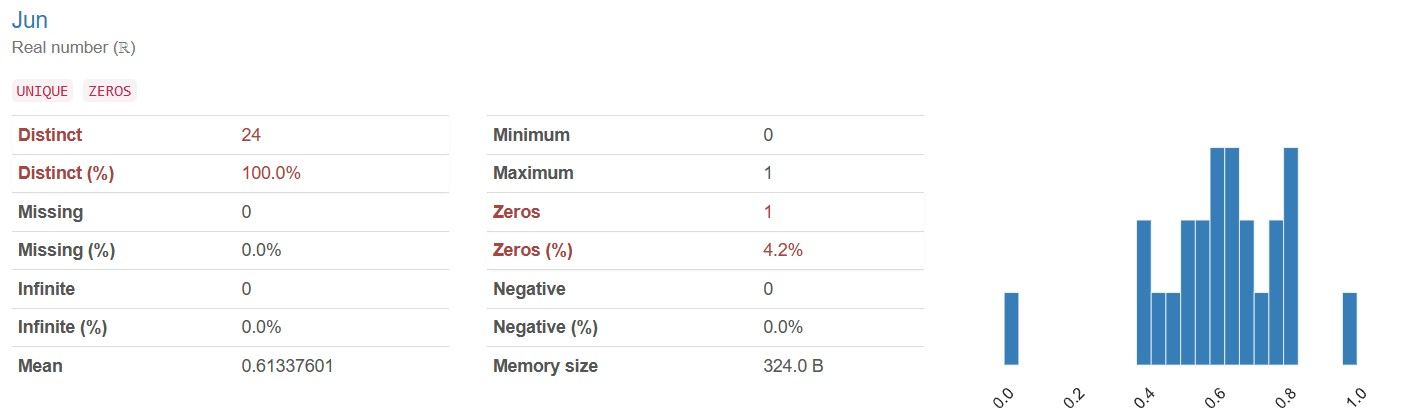 Jun
Real number (ℝ)
UNIQUE ZEROS
Distinct 24
Distinct (%) 100.0%
Missing 0
Missing (%) 0.0%
Infinite 0
Infinite (%) 0.0%
Mean 0.61337601
Minimum 0
Maximum 1
Zeros 1
Zeros (%) 4.2%
Negative 0
Negative (%) 0.0%
Memory size 324.0 B
0.0 0.2 0.4 0.6 0.8 1.0